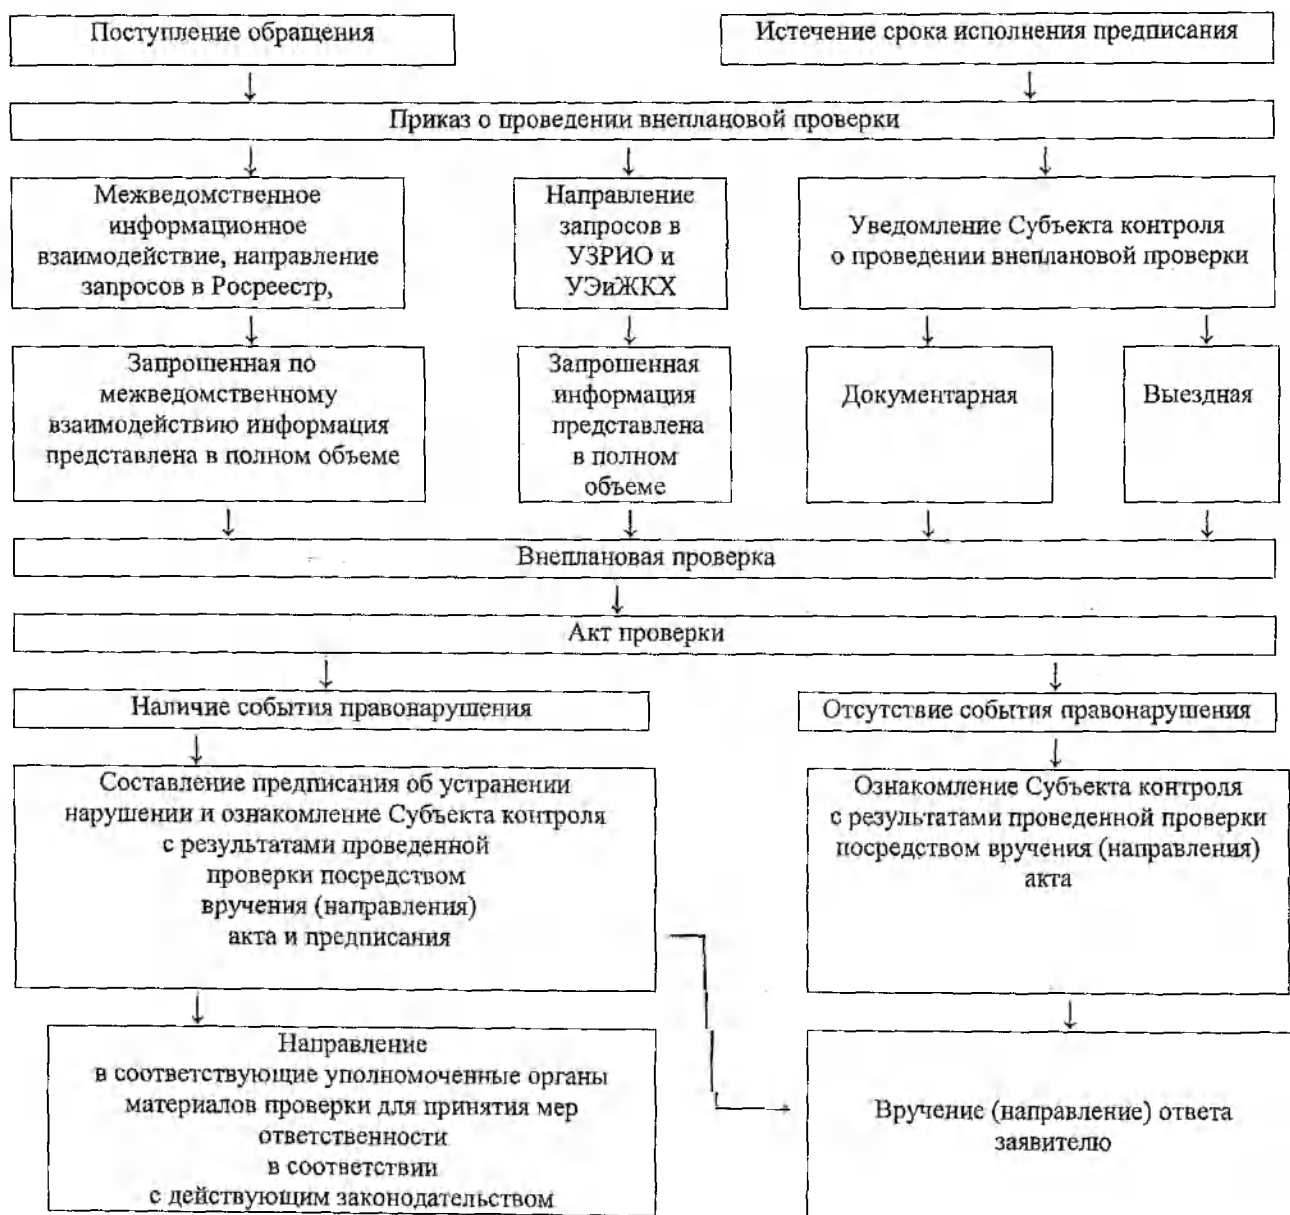 Поступление обращения
Истечение срока исполнения предписания
Приказ о проведении внеплановой проверки
Межведомственное
информационное
взаимодействие, направление
запросов в Росреестр,
Направление
запросов в
УЗРИО и
УЭиЖКХ
Уведомление Субъекта контроля
о проведении внеплановой проверки
Запрошенная по
межведомственному
взаимодействию информация
представлена в полном объеме
Запрошенная
информация
представлена
в полном
объеме
Документарная
Выездная
Внеплановая проверка
Акт проверки
Наличие события правонарушения
Отсутствие события правонарушения
Составление предписания об устранении
нарушении и ознакомление Субъекта контроля
с результатами проведенной
проверки посредством
вручения (направления)
акта и предписания
Ознакомление Субъекта контроля
с результатами проведенной проверки
посредством вручения (направления)
акта
Направление
в соответствующие уполномоченные органы
материалов проверки для принятия мер
ответственности
в соответствии
с действующим законодательством
Вручение (направление) ответа
заявителю